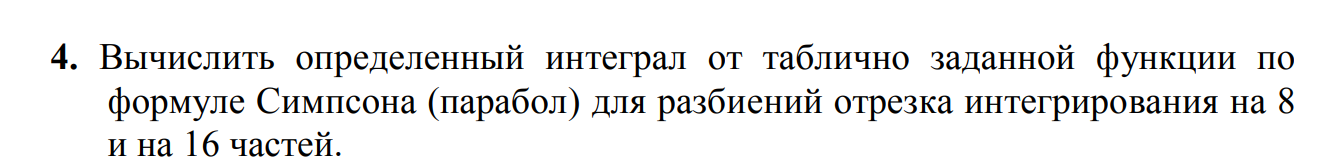 4. Вычислить определенный интеграл от таблично заданной функции по
формуле Симпсона (парабол) для разбиений отрезка интегрирования на 8
и на 16 частей.